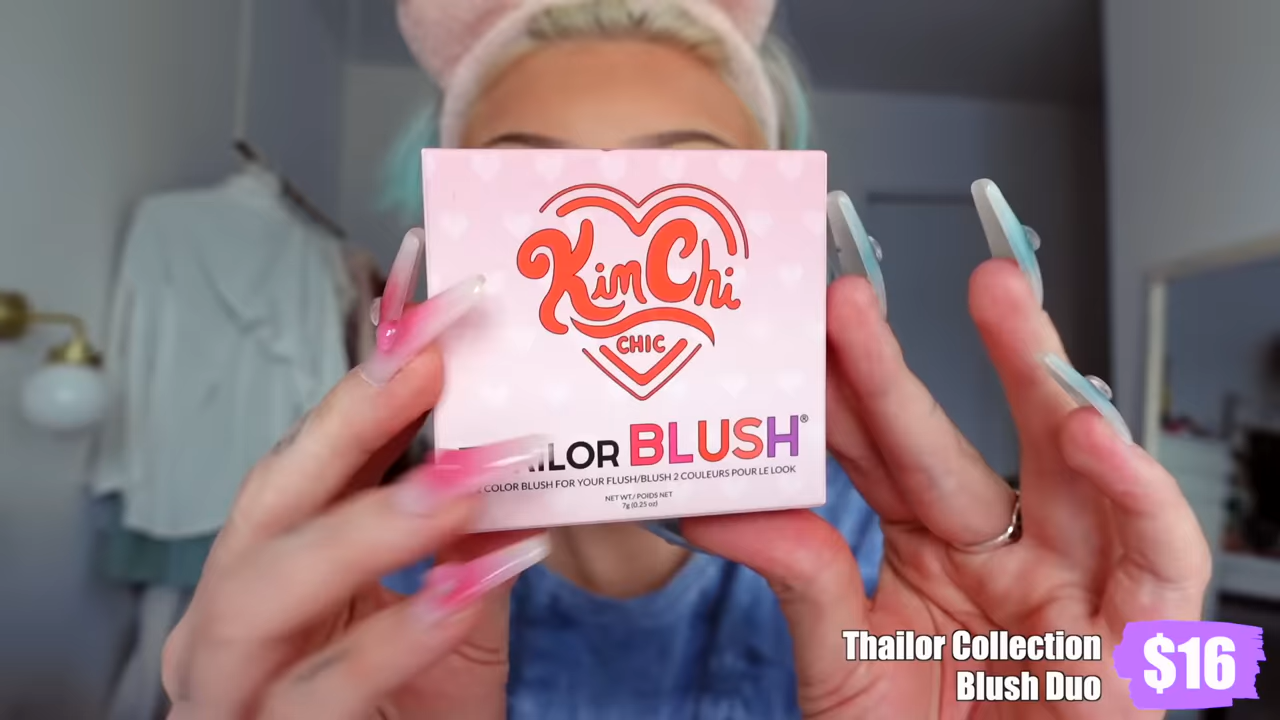 KimChi
CHIC
BLUSH®
COLOR BLUSH FOR YOUR FLUSH/BLUSH 2 COULEURS POUR LE LOOK
NET WT./ POIDS NET
7g (0.25 oz)
Thailor Collection
Blush Duo
$16